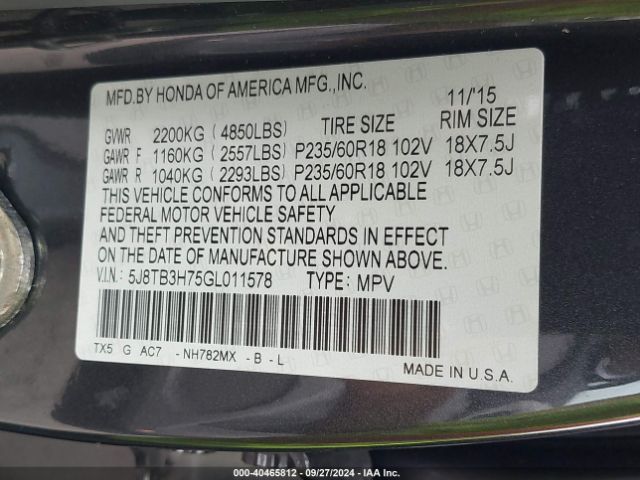 MFD.BY HONDA OF AMERICA MFG.,INC. 11/'15
GVWR 2200KG ( 4850LBS) TIRE SIZE RIM SIZE
GAWR F 1160KG ( 2557LBS) P235/60R18 102V 18X7.5J
GAWR R 1040KG ( 2293LBS) P235/60R18 102V 18X7.5J
THIS VEHICLE CONFORMS TO ALL APPLICABLE
FEDERAL MOTOR VEHICLE SAFETY
AND THEFT PREVENTION STANDARDS IN EFFECT
ON THE DATE OF MANUFACTURE SHOWN ABOVE.
V.I.N.: 5J8TB3H75GL011578 TYPE: MPV
TX5 G AC7 -NH782MX -B -L
MADE IN U.S.A.
000-40465812 - 09/27/2024 - IAA Inc.